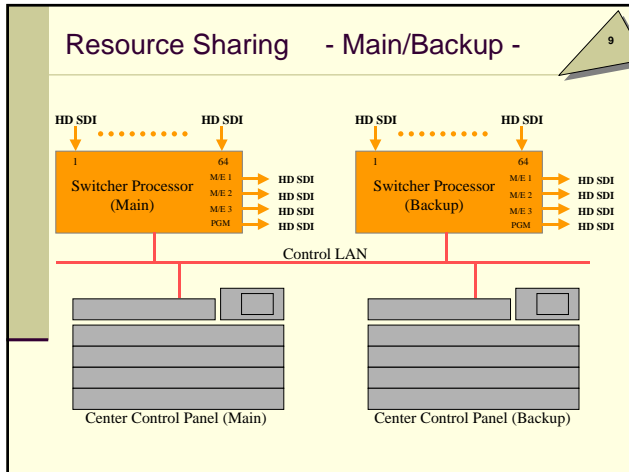 Resource Sharing - Main/Backup -
9
HD SDI HD SDI
1 64
Switcher Processor
(Main)
M/E 1
M/E 2
M/E 3
PGM
HD SDI
HD SDI
HD SDI
HD SDI
HD SDI HD SDI
1 64
Switcher Processor
(Backup)
M/E 1
M/E 2
M/E 3
PGM
HD SDI
HD SDI
HD SDI
HD SDI
Control LAN
Center Control Panel (Main)
Center Control Panel (Backup)